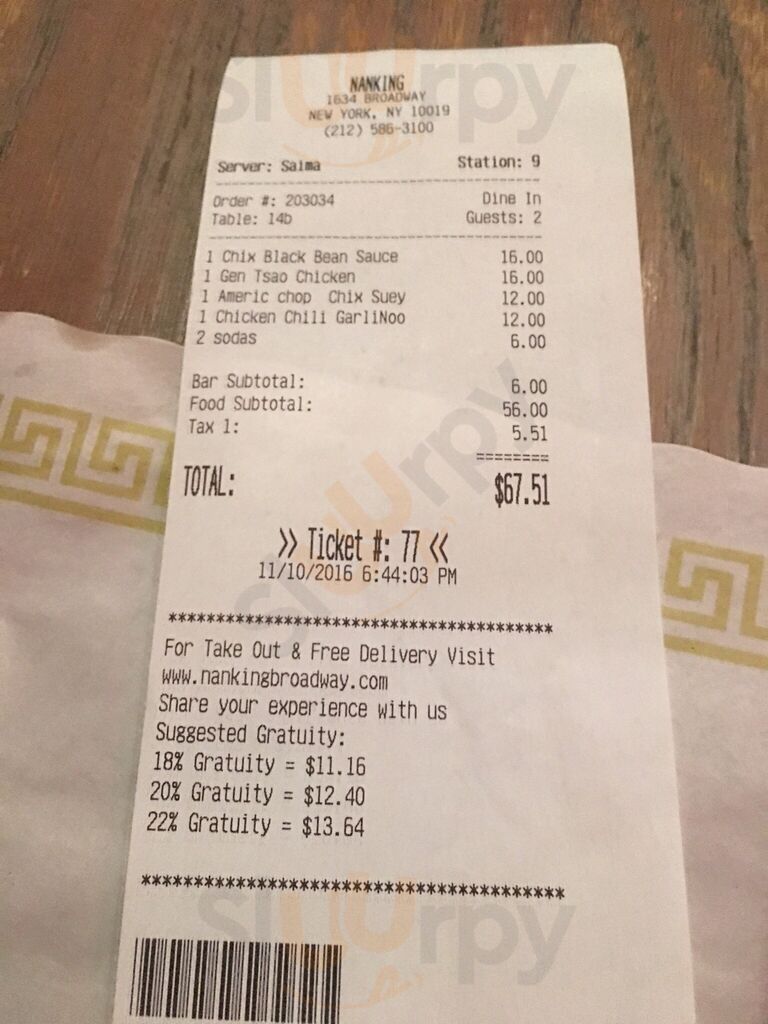 NANKING
1634 BROADWAY
NEW YORK, NY 10019
(212) 586-3100
Server: Salma Station: 9
Order #: 203034 Dine In
Table: 14b Guests: 2
1 Chix Black Bean Sauce 16.00
1 Gen Tsao Chicken 16.00
1 Americ chop Chix Suey 12.00
1 Chicken Chili GarliNoo 12.00
2 sodas 6.00
Bar Subtotal: 6.00
Food Subtotal: 56.00
Tax 1: 5.51
========
TOTAL: $67.51
>> Ticket #: 77 <<
11/10/2016 6:44:03 PM
****************************************
For Take Out & Free Delivery Visit
www.nankingbroadway.com
Share your experience with us
Suggested Gratuity:
18% Gratuity = $11.16
20% Gratuity = $12.40
22% Gratuity = $13.64
****************************************
Slurpy
Slurpy
Slurpy